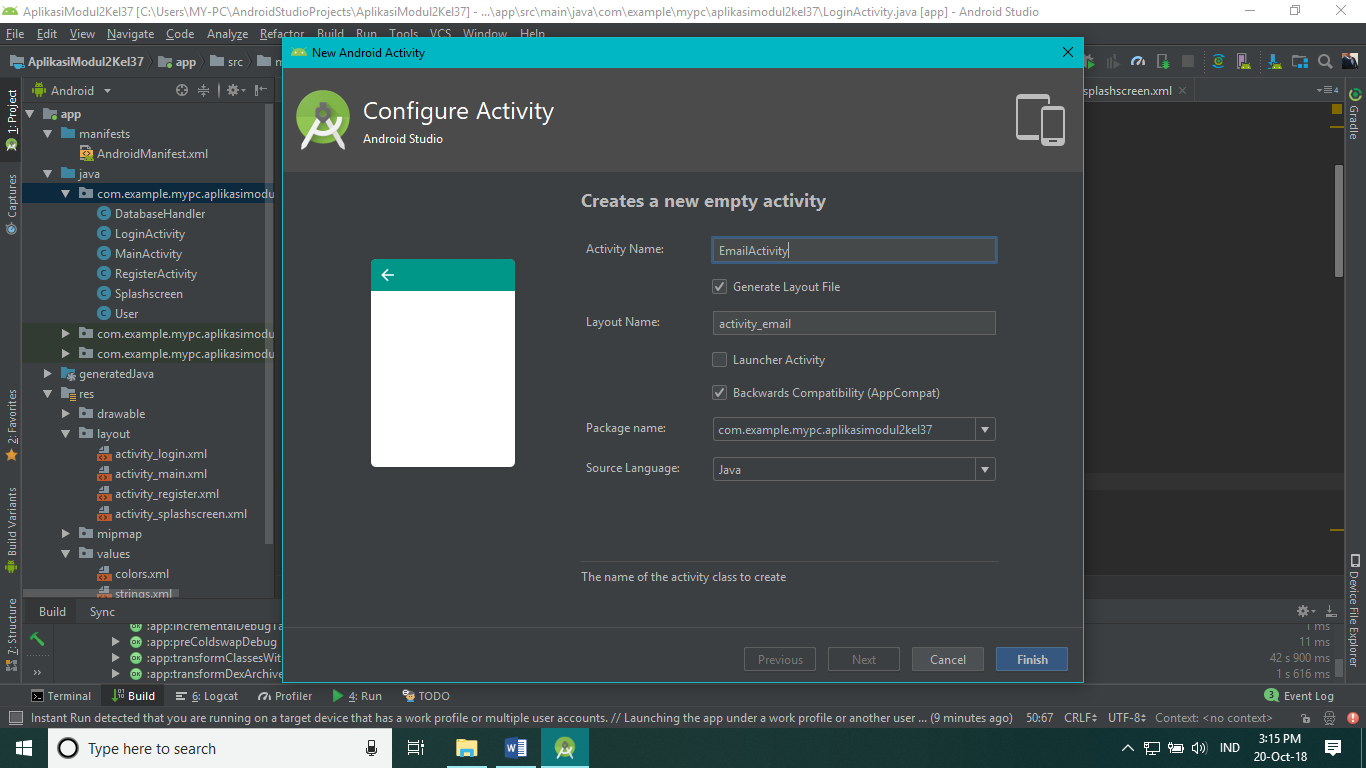 AplikasiModul2Kel37 [C:\Users\MY-PC\AndroidStudioProjects\AplikasiModul2Kel37] - ...\app\src\main\java\com\example\mypc\aplikasimodul2kel37\LoginActivity.java [app] - Android Studio
File Edit View Navigate Code Analyze Refactor Build Run Tools VCS Window Help
AplikasiModul2Kel37 app src
New Android Activity
Configure Activity
Android Studio
splashscreen.xml
4
Android
1: Project
Captures
2: Favorites
Build Variants
7: Structure
Gradle
Device File Explorer
app
manifests
AndroidManifest.xml
java
com.example.mypc.aplikasimodu
DatabaseHandler
LoginActivity
MainActivity
RegisterActivity
Splashscreen
User
com.example.mypc.aplikasimodu
com.example.mypc.aplikasimodu
generatedJava
res
drawable
layout
activity_login.xml
activity_main.xml
activity_register.xml
activity_splashscreen.xml
mipmap
values
colors.xml
strings.xml
Creates a new empty activity
Activity Name: EmailActivity
Generate Layout File
Layout Name: activity_email
Launcher Activity
Backwards Compatibility (AppCompat)
Package name: com.example.mypc.aplikasimodul2kel37
Source Language: Java
The name of the activity class to create
Previous Next Cancel Finish
Build Sync
:app:incrementalDebugTa 1 ms
OK :app:preColdswapDebug 11 ms
OK :app:transformClassesWit 42 s 900 ms
OK :app:transformDexArchive 1 s 616 ms
Terminal Build 6: Logcat Profiler 4: Run TODO 3 Event Log
Instant Run detected that you are running on a target device that has a work profile or multiple user accounts. // Launching the app under a work profile or another user ... (9 minutes ago) 50:67 CRLF UTF-8 Context: <no context>
Type here to search
IND
3:15 PM
20-Oct-18